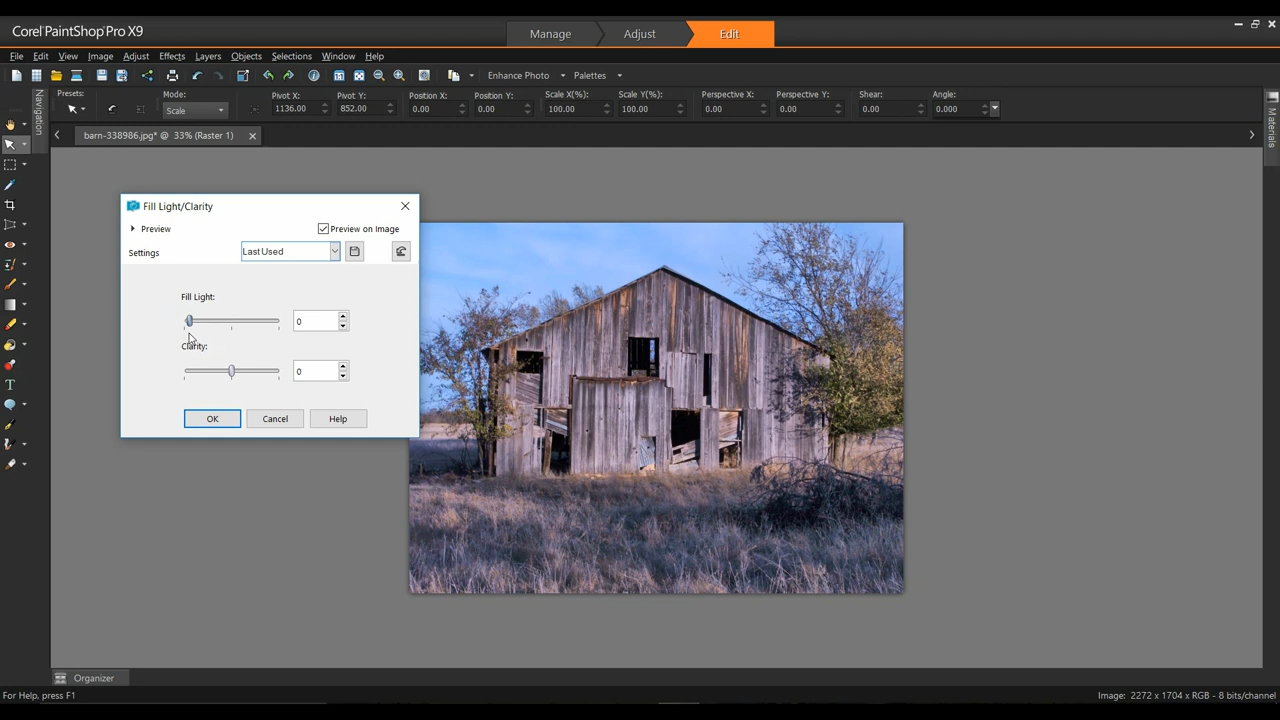 Corel PaintShop Pro X9
Manage Adjust Edit
File Edit View Image Adjust Effects Layers Objects Selections Window Help
Enhance Photo Palettes
Presets: Mode: Pivot X: Pivot Y: Position X: Position Y: Scale X(%): Scale Y(%): Perspective X: Perspective Y: Shear: Angle:
Scale 1136.00 852.00 0.00 0.00 100.00 100.00 0.00 0.00 0.00 0.000
Navigation
Materials
barn-338986.jpg* @ 33% (Raster 1)
Fill Light/Clarity
Preview Preview on Image
Settings Last Used
Fill Light:
0
Clarity:
0
OK Cancel Help
Organizer
For Help, press F1 Image: 2272 x 1704 x RGB - 8 bits/channel